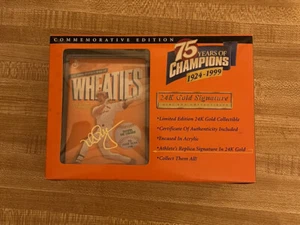 COMMEMORATIVE EDITION
75 YEARS OF
CHAMPIONS
1924-1999
WHEATIES
24K Gold Signature
•Limited Edition 24K Gold Collectible
•Certificate Of Authenticity Included
•Encased In Acrylic
•Athlete's Replica Signature In 24K Gold
•Collect Them All!